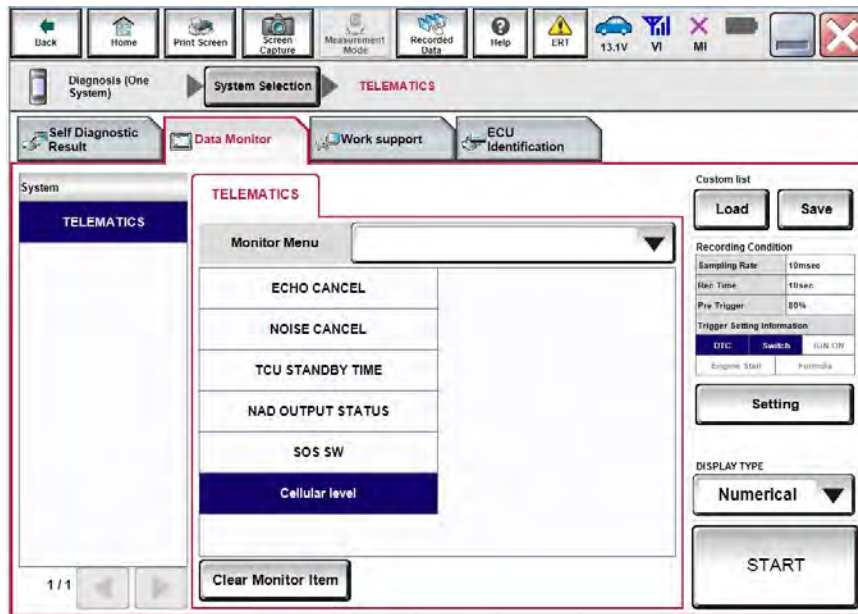 Back
Home
Print Screen
Screen
Capture
Measurement
Mode
Recorded
Data
Help
ERT
13.1V
VI
MI
Diagnosis (One
System)
System Selection
TELEMATICS
Self Diagnostic
Result
Data Monitor
Work support
ECU
Identification
System
TELEMATICS
1/1
TELEMATICS
Monitor Menu
ECHO CANCEL
NOISE CANCEL
TCU STANDBY TIME
NAD OUTPUT STATUS
SOS SW
Cellular level
Clear Monitor Item
Custom list
Load
Save
Recording Condition
Sampling Rate 10msec
Rec Time 10sec
Pre Trigger 80%
Trigger Setting Information
DTC Switch IGN ON
Engine Stall Formula
Setting
DISPLAY TYPE
Numerical
START